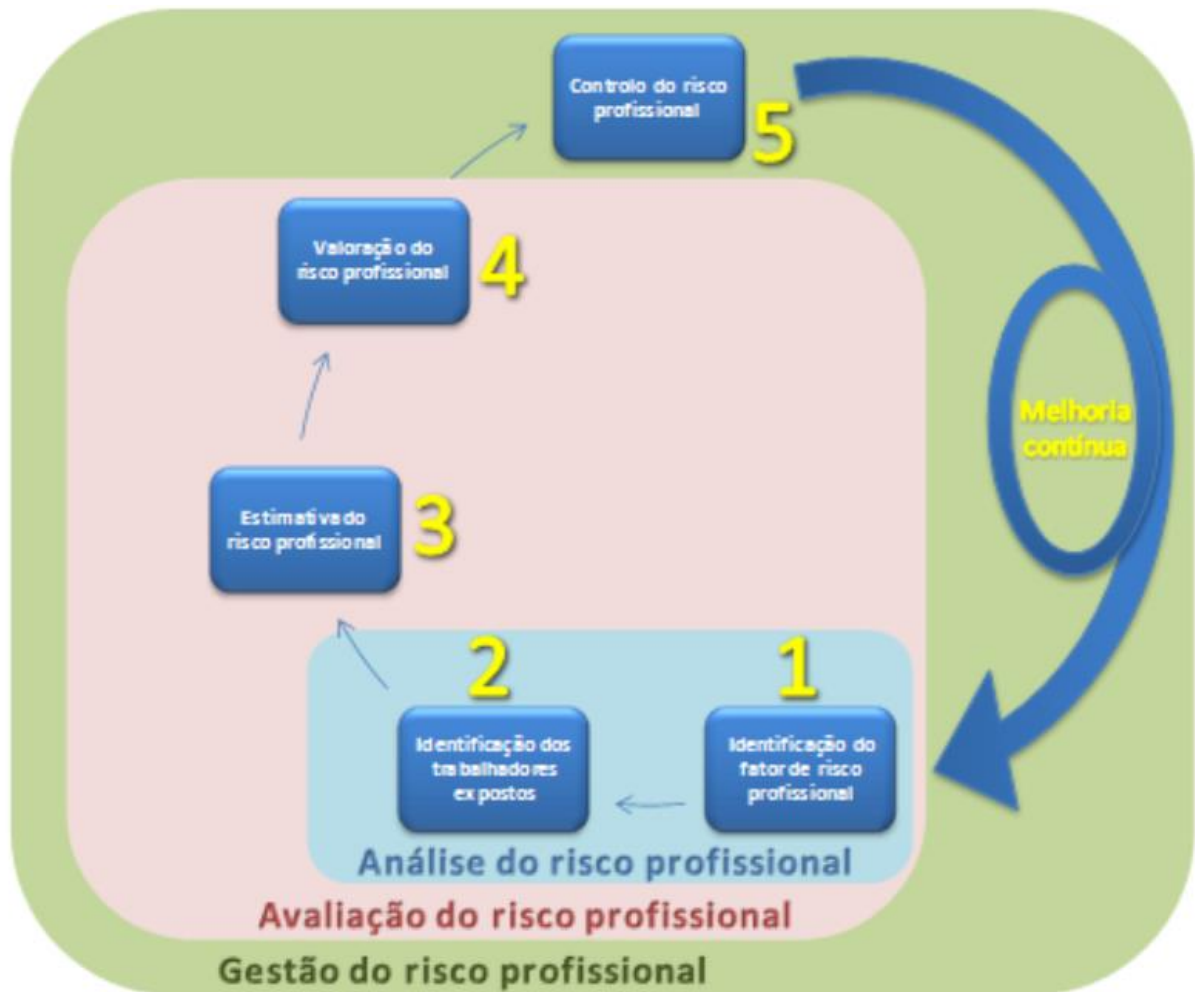 Controlo do risco
profissional
5
Valoração do
risco profissional
4
Melhoria
contínua
Estimativa do
risco profissional
3
2
1
Identificação dos
trabalhadores
expostos
Identificação do
fator de risco
profissional
Análise do risco profissional
Avaliação do risco profissional
Gestão do risco profissional